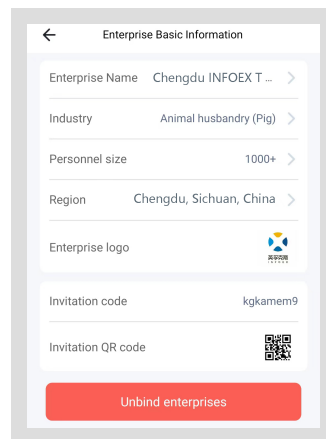 Enterprise Basic Information
Enterprise Name Chengdu INFOEX T ...
Industry Animal husbandry (Pig)
Personnel size 1000+
Region Chengdu, Sichuan, China
Enterprise logo
Invitation code kgkamem9
Invitation QR code
Unbind enterprises